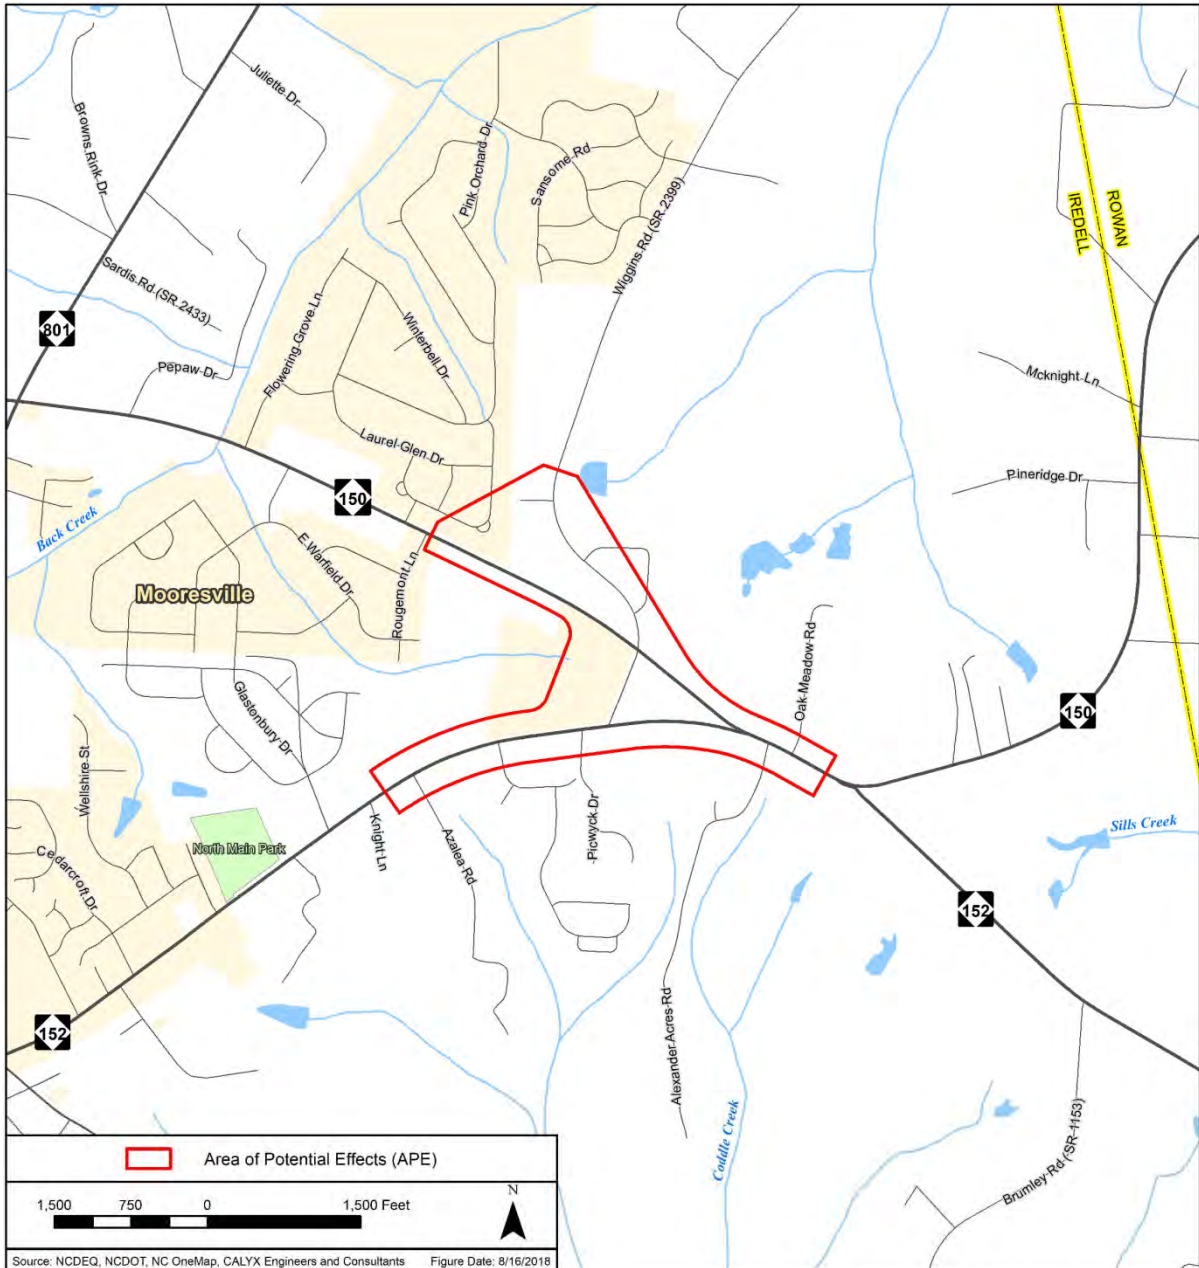 Juliette Dr
Browns Rink Dr
Pink Orchard Dr
Sansome Rd
Wiggins Rd (SR 2399)
ROWAN
IREDELL
Sardis Rd (SR 2433)
801
Flowering Grove Ln
Winterbell Dr
Pepaw Dr
Mcknight Ln
Laurel Glen Dr
Pineridge Dr
150
Back Creek
E Warfield Dr
Mooresville
Rougemont Ln
Oak Meadow Rd
Glastonbury Dr
150
Wellshire St
Knight Ln
Azalea Rd
Picwyck Dr
Sills Creek
North Main Park
Cedarcroft Dr
152
152
Alexander Acres Rd
Coddle Creek
Brumley Rd (SR 1153)
Area of Potential Effects (APE)
1,500 750 0 1,500 Feet
N
Source: NCDEQ, NCDOT, NC OneMap, CALYX Engineers and Consultants Figure Date: 8/16/2018